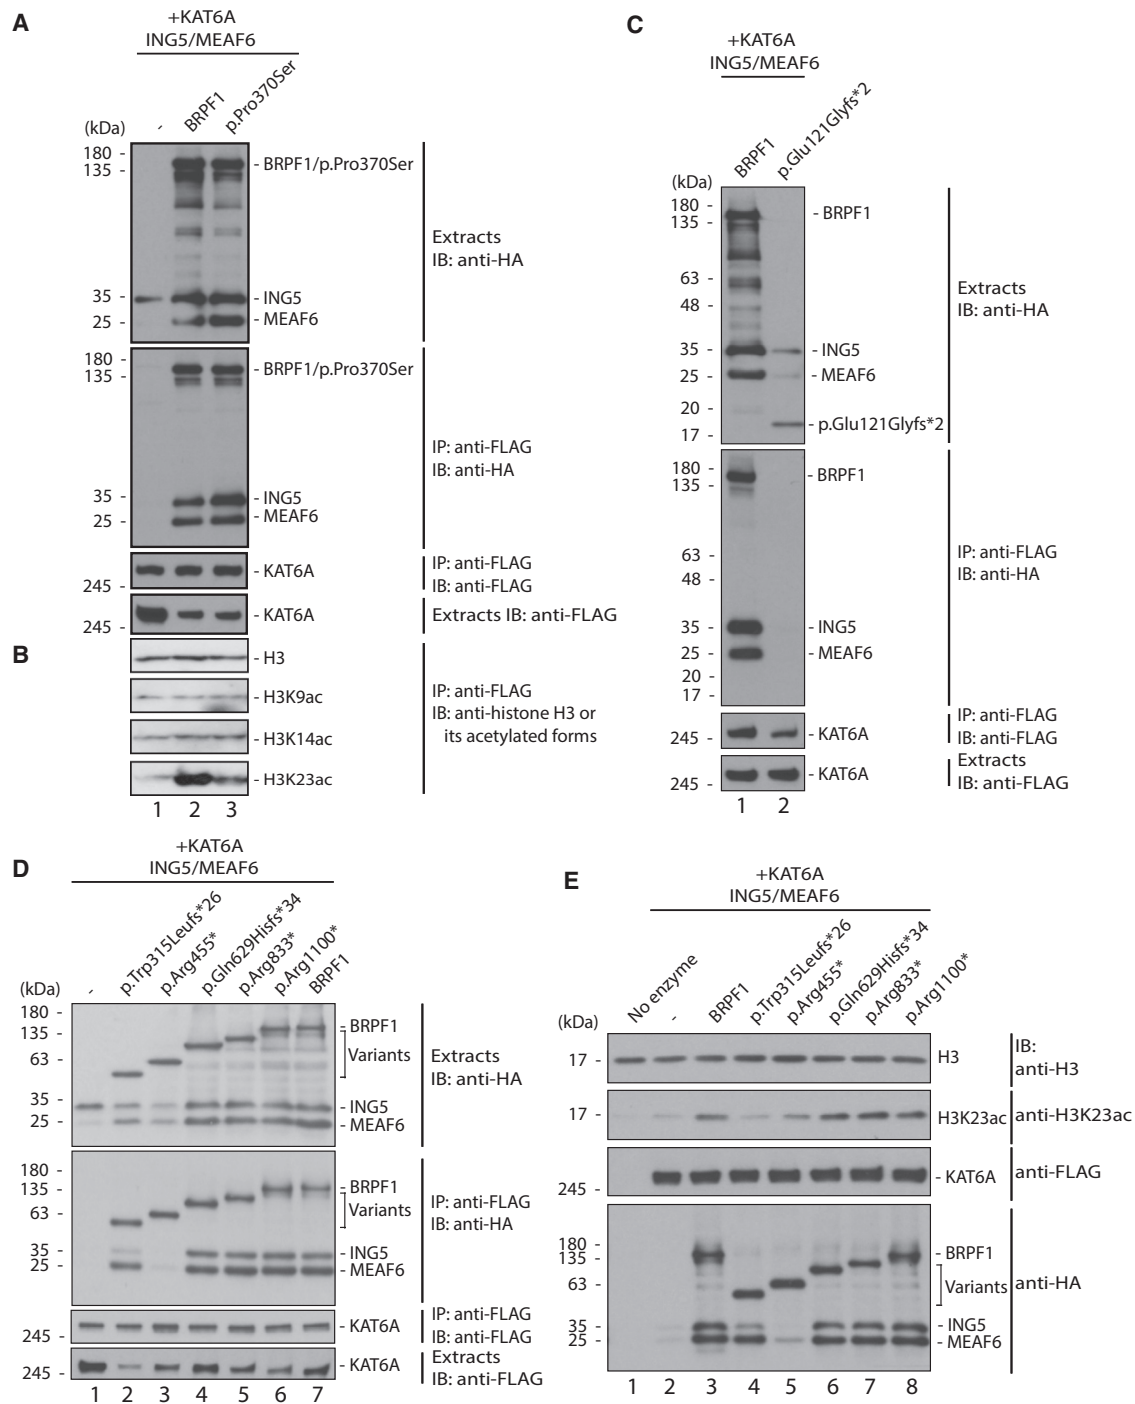 A
+KAT6A
ING5/MEAF6
-
BRPF1
p.Pro370Ser
(kDa)
180 -
135 -
- BRPF1/p.Pro370Ser
35 -
- ING5
25 -
- MEAF6
Extracts
IB: anti-HA
180 -
135 -
- BRPF1/p.Pro370Ser
35 -
- ING5
25 -
- MEAF6
IP: anti-FLAG
IB: anti-HA
- KAT6A
245 -
IP: anti-FLAG
IB: anti-FLAG
- KAT6A
245 -
Extracts IB: anti-FLAG
B
- H3
- H3K9ac
- H3K14ac
- H3K23ac
IP: anti-FLAG
IB: anti-histone H3 or
its acetylated forms
1 2 3
C
+KAT6A
ING5/MEAF6
BRPF1
p.Glu121Glyfs*2
(kDa)
180 -
135 -
- BRPF1
63 -
48 -
35 -
- ING5
25 -
- MEAF6
20 -
- p.Glu121Glyfs*2
17 -
Extracts
IB: anti-HA
180 -
135 -
- BRPF1
63 -
48 -
35 -
- ING5
25 -
- MEAF6
20 -
17 -
IP: anti-FLAG
IB: anti-HA
245 -
- KAT6A
IP: anti-FLAG
IB: anti-FLAG
245 -
- KAT6A
Extracts
IB: anti-FLAG
1 2
D
+KAT6A
ING5/MEAF6
-
p.Trp315Leufs*26
p.Arg455*
p.Gln629Hisfs*34
p.Arg833*
p.Arg1100*
BRPF1
(kDa)
180 -
135 -
- BRPF1
Variants
63 -
35 -
- ING5
25 -
- MEAF6
Extracts
IB: anti-HA
180 -
135 -
- BRPF1
Variants
63 -
35 -
- ING5
25 -
- MEAF6
IP: anti-FLAG
IB: anti-HA
245 -
- KAT6A
IP: anti-FLAG
IB: anti-FLAG
245 -
- KAT6A
Extracts
IB: anti-FLAG
1 2 3 4 5 6 7
E
+KAT6A
ING5/MEAF6
No enzyme
-
BRPF1
p.Trp315Leufs*26
p.Arg455*
p.Gln629Hisfs*34
p.Arg833*
p.Arg1100*
(kDa)
17 -
H3
IB:
anti-H3
17 -
H3K23ac
anti-H3K23ac
245 -
- KAT6A
anti-FLAG
180 -
135 -
- BRPF1
63 -
Variants
35 -
- ING5
25 -
- MEAF6
anti-HA
1 2 3 4 5 6 7 8